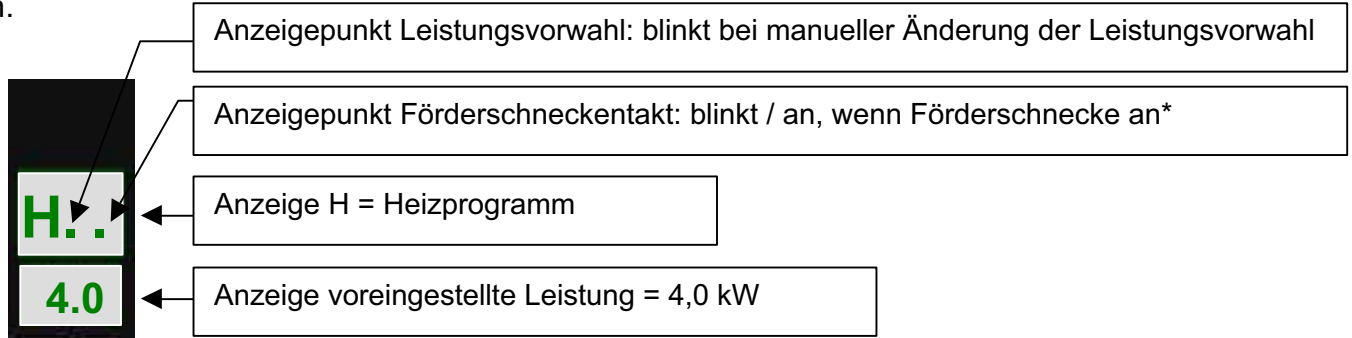 n.
Anzeigepunkt Leistungsvorwahl: blinkt bei manueller Änderung der Leistungsvorwahl
Anzeigepunkt Förderschneckentakt: blinkt / an, wenn Förderschnecke an*
H. .
Anzeige H = Heizprogramm
4.0
Anzeige voreingestellte Leistung = 4,0 kW